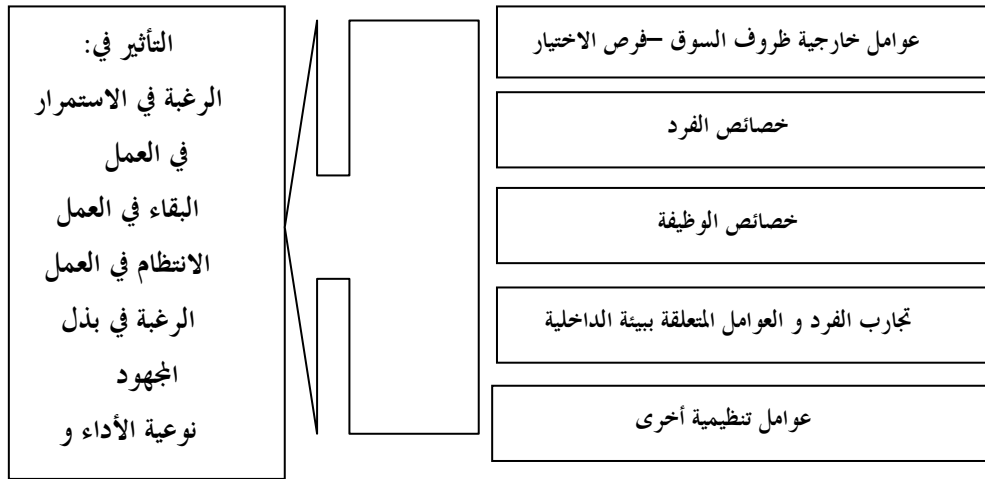 عوامل خارجية ظروف السوق –فرص الاختيار
خصائص الفرد
خصائص الوظيفة
تجارب الفرد و العوامل المتعلقة ببيئة الداخلية
عوامل تنظيمية أخرى
التأثير في:
الرغبة في الاستمرار
في العمل
البقاء في العمل
الانتظام في العمل
الرغبة في بذل
المجهود
نوعية الأداء و